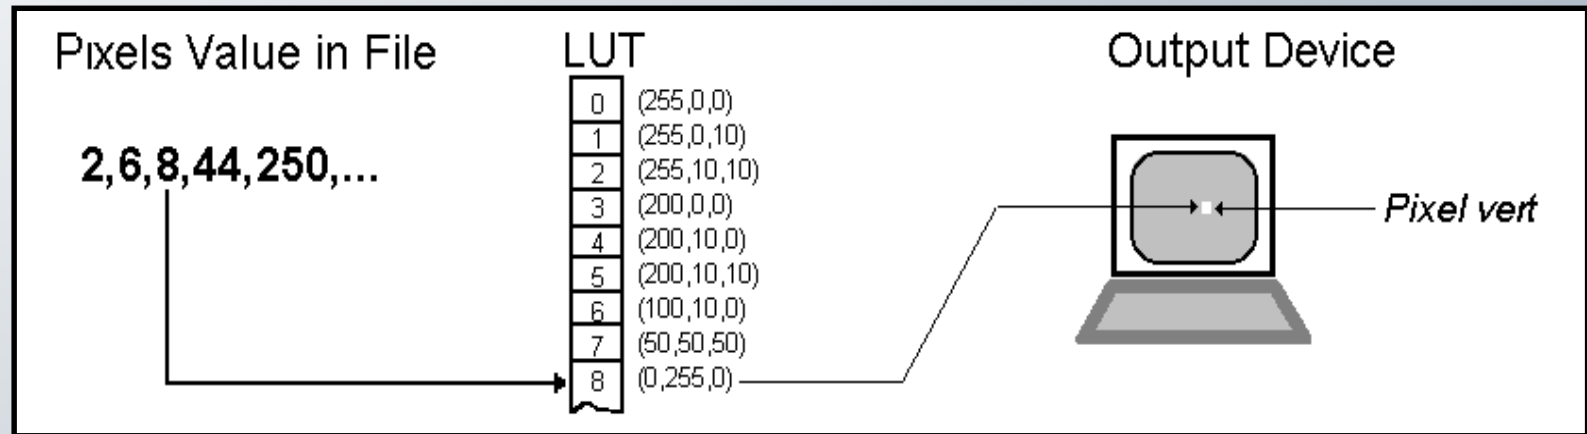 Pixels Value in File
LUT
Output Device
2,6,8,44,250,...
0 (255,0,0)
1 (255,0,10)
2 (255,10,10)
3 (200,0,0)
4 (200,10,0)
5 (200,10,10)
6 (100,10,0)
7 (50,50,50)
8 (0,255,0)
Pixel vert